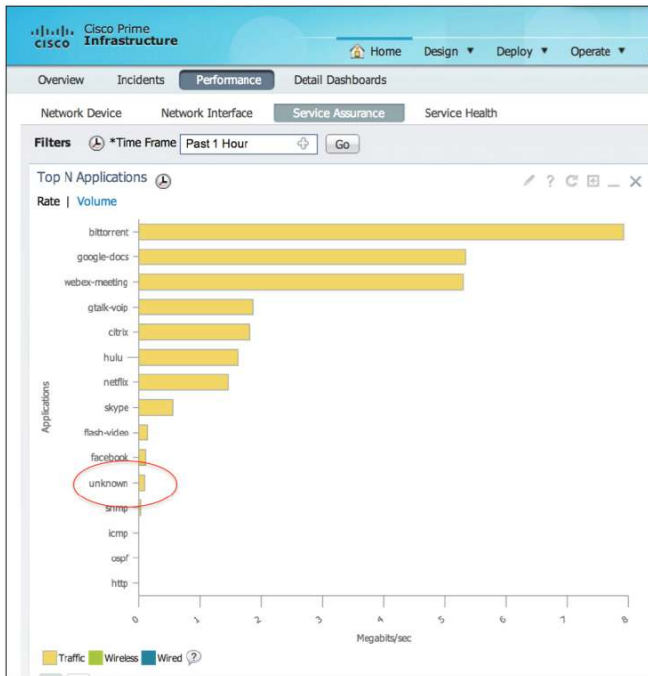 Cisco Prime
CISCO Infrastructure
Home Design Deploy Operate
Overview Incidents Performance Detail Dashboards
Network Device Network Interface Service Assurance Service Health
Filters *Time Frame Past 1 Hour Go
Top N Applications
Rate | Volume
bittorrent
google-docs
webex-meeting
gtalk-voip
citrix
hulu
netflix
skype
flash-video
facebook
unknown
snmp
icmp
ospf
http
Applications
0 1 2 3 4 5 6 7 8
Megabits/sec
Traffic Wireless Wired ?